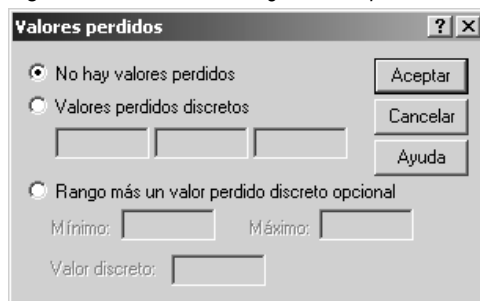 Valores perdidos
No hay valores perdidos
Aceptar
Valores perdidos discretos
Cancelar
Ayuda
Rango más un valor perdido discreto opcional
Mínimo: Máximo:
Valor discreto: